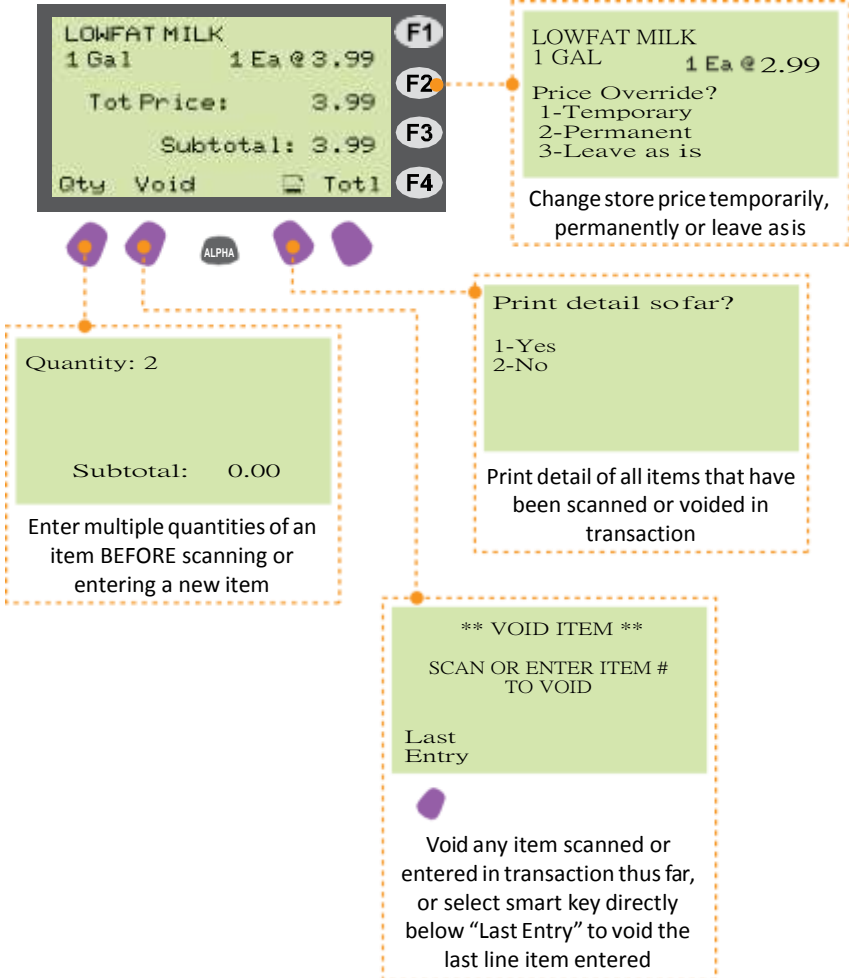 LOWFAT MILK
1 Gal 1 Ea @ 3.99
Tot Price: 3.99
Subtotal: 3.99
Qty Void Totl
F1
F2
F3
F4
ALPHA
LOWFAT MILK
1 GAL 1 Ea @ 2.99
Price Override?
1-Temporary
2-Permanent
3-Leave as is
Change store price temporarily,
permanently or leave as is
Print detail so far?
1-Yes
2-No
Print detail of all items that have
been scanned or voided in
transaction
Quantity: 2
Subtotal: 0.00
Enter multiple quantities of an
item BEFORE scanning or
entering a new item
** VOID ITEM **
SCAN OR ENTER ITEM #
TO VOID
Last
Entry
Void any item scanned or
entered in transaction thus far,
or select smart key directly
below “Last Entry” to void the
last line item entered